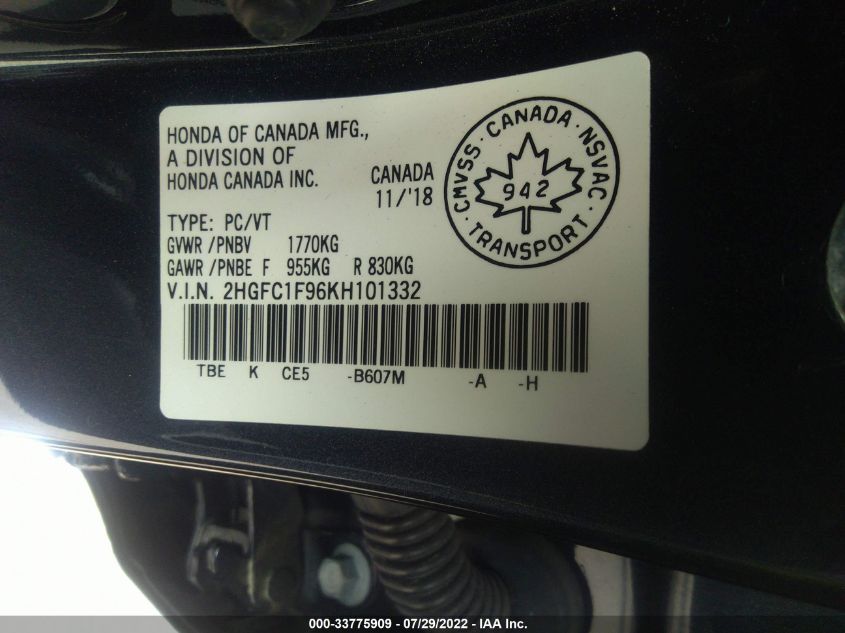 HONDA OF CANADA MFG.,
A DIVISION OF
HONDA CANADA INC.
CANADA
11/'18
TYPE: PC/VT
GVWR /PNBV 1770KG
GAWR /PNBE F 955KG R 830KG
V.I.N. 2HGFC1F96KH101332
TBE K CE5 -B607M -A -H
CMVSS · CANADA · NSVAC · TRANSPORT ·
942
000-33775909 / 07/29/2022 - IAA Inc.